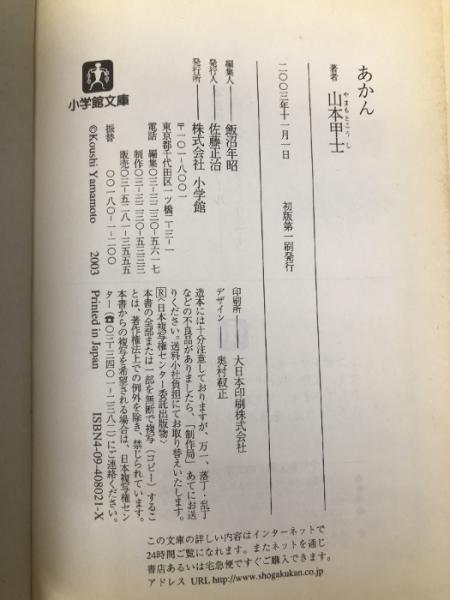 あかん
著者
山本甲士
やまもとこうし
二〇〇三年十一月一日 初版第一刷発行
編集人――飯沼年昭
発行人――佐藤正治
発行所――株式会社 小学館
〒一〇一-八〇〇一
東京都千代田区一ツ橋二-三-一
電話 編集〇三-三二三〇-五六一七
制作〇三-三二三〇-五三三三
販売〇三-五二八一-三五五五
振替 〇〇一八〇-一-二〇〇
©Koushi Yamamoto 2003
小学館文庫
印刷所――大日本印刷株式会社
デザイン――奥村靫正
造本には十分注意しておりますが、万一、落丁・乱丁
などの不良品がありましたら、「制作局」あてにお送
りください。送料小社負担にてお取り替えいたします。
Ⓡ〈日本複写権センター委託出版物〉
本書の全部または一部を無断で複写(コピー)するこ
とは、著作権法上での例外を除き、禁じられています。
本書からの複写を希望される場合は、日本複写権セン
ター(☎〇三-三四〇一-二三八二)にご連絡ください。
Printed in Japan ISBN4-09-408021-X
この文庫の詳しい内容はインターネットで
24時間ご覧になれます。またネットを通じ
書店あるいは宅急便ですぐご購入できます。
アドレス URL http://www.shogakukan.co.jp